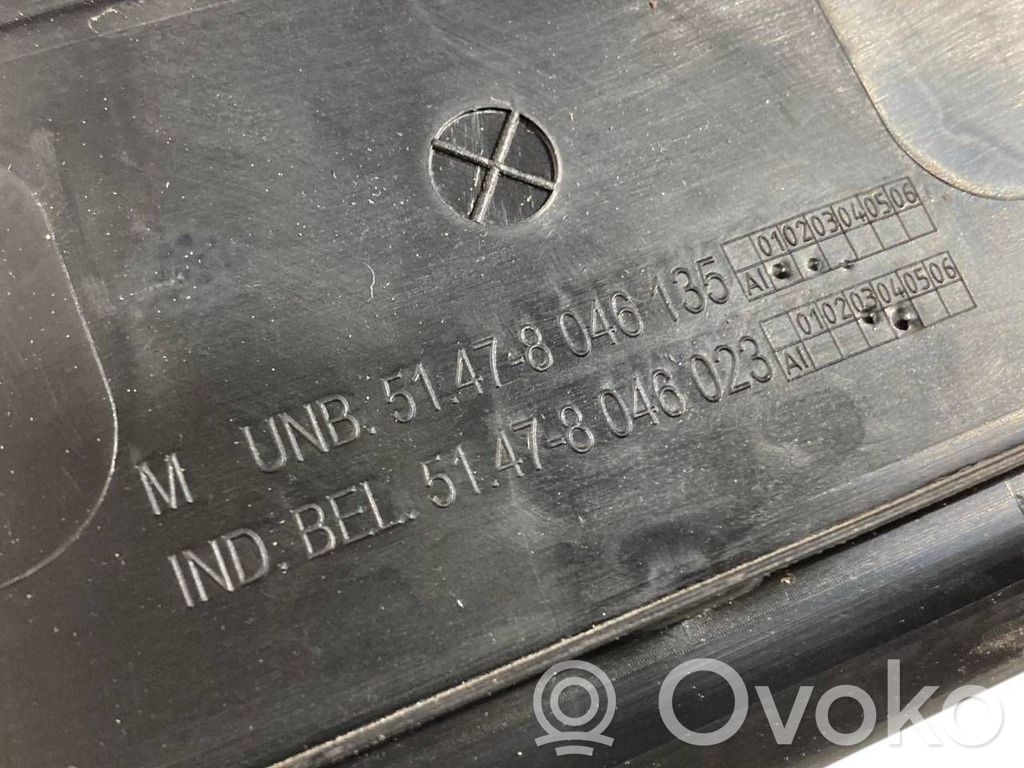 M UNB. 51.47-8 046 135
AI 01 02 03 04 05 06
IND. BEL. 51.47-8 046 023
AI 01 02 03 04 05 06
Ovoko